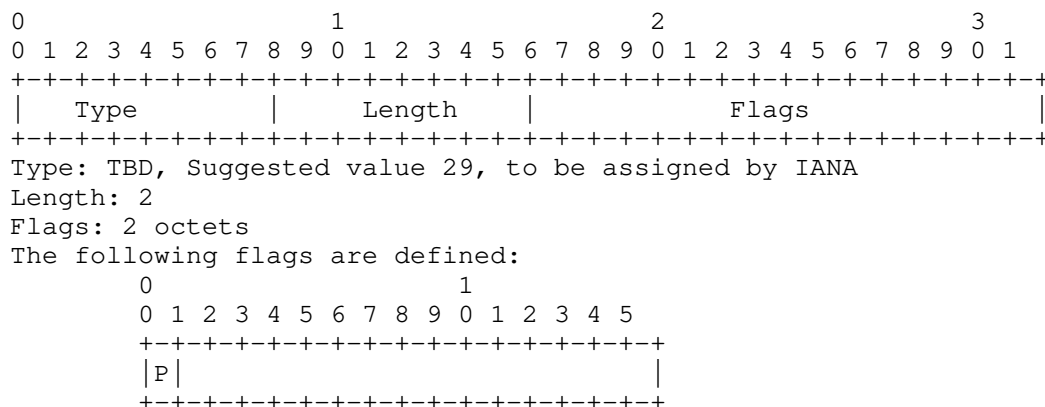 0                   1                   2                   3
0 1 2 3 4 5 6 7 8 9 0 1 2 3 4 5 6 7 8 9 0 1 2 3 4 5 6 7 8 9 0 1
+-+-+-+-+-+-+-+-+-+-+-+-+-+-+-+-+-+-+-+-+-+-+-+-+-+-+-+-+-+-+-+-+
|   Type        |     Length    |            Flags              |
+-+-+-+-+-+-+-+-+-+-+-+-+-+-+-+-+-+-+-+-+-+-+-+-+-+-+-+-+-+-+-+-+
Type: TBD, Suggested value 29, to be assigned by IANA
Length: 2
Flags: 2 octets
The following flags are defined:
        0                   1
        0 1 2 3 4 5 6 7 8 9 0 1 2 3 4 5
        +-+-+-+-+-+-+-+-+-+-+-+-+-+-+-+-+
        |P|                             |
        +-+-+-+-+-+-+-+-+-+-+-+-+-+-+-+-+